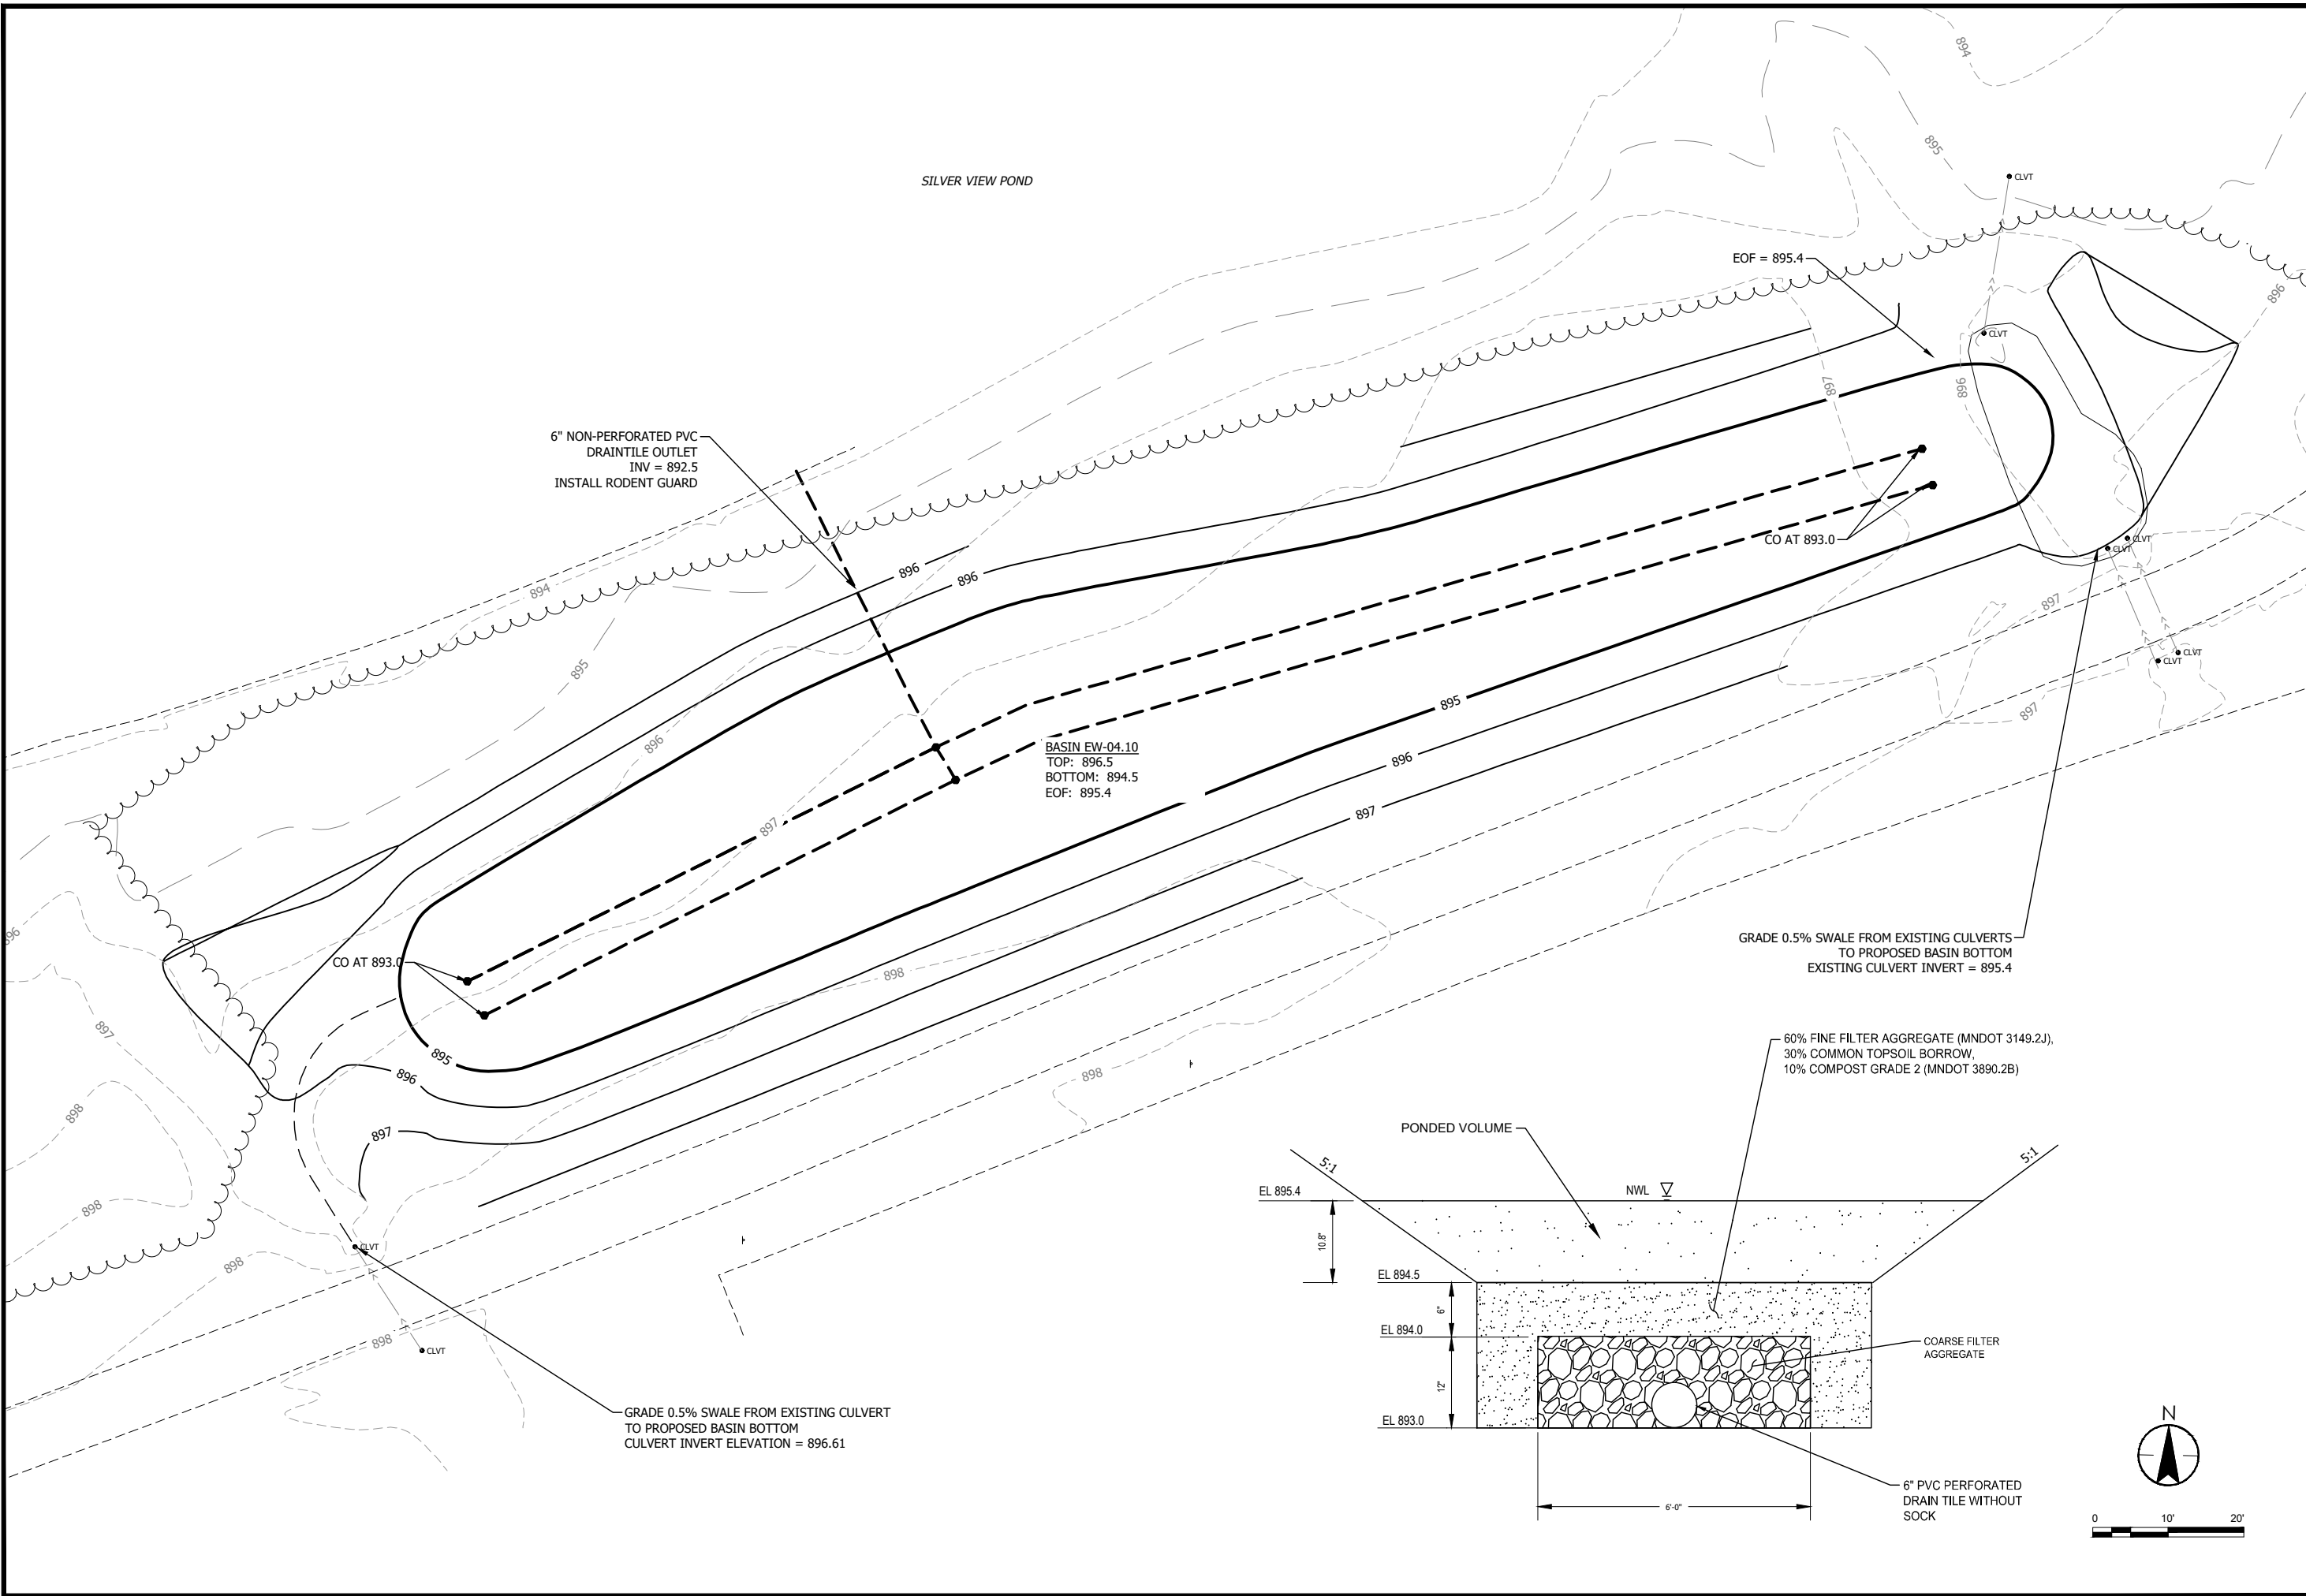 894
895
SILVER VIEW POND
CLVT
EOF = 895.4
896
CLVT
897
896
6" NON-PERFORATED PVC
DRAINTILE OUTLET
INV = 892.5
INSTALL RODENT GUARD
CO AT 893.0
CLVT
CLVT
896
896
894
897
895
CLVT
CLVT
895
897
896
BASIN EW-04.10
TOP: 896.5
BOTTOM: 894.5
EOF: 895.4
896
897
897
896
GRADE 0.5% SWALE FROM EXISTING CULVERTS
TO PROPOSED BASIN BOTTOM
EXISTING CULVERT INVERT = 895.4
CO AT 893.0
898
897
895
896
898
60% FINE FILTER AGGREGATE (MNDOT 3149.2J),
30% COMMON TOPSOIL BORROW,
10% COMPOST GRADE 2 (MNDOT 3890.2B)
898
897
PONDED VOLUME
5:1
5:1
898
EL 895.4
NWL
10.8"
CLVT
898
EL 894.5
6"
EL 894.0
898
CLVT
COARSE FILTER
AGGREGATE
12"
EL 893.0
GRADE 0.5% SWALE FROM EXISTING CULVERT
TO PROPOSED BASIN BOTTOM
CULVERT INVERT ELEVATION = 896.61
N
6" PVC PERFORATED
DRAIN TILE WITHOUT
SOCK
6'-0"
0 10' 20'